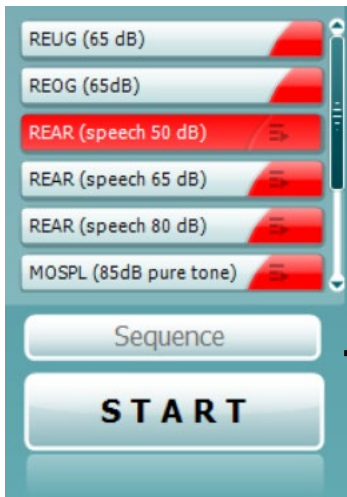 REUG (65 dB)
REOG (65dB)
REAR (speech 50 dB)
REAR (speech 65 dB)
REAR (speech 80 dB)
MOSPL (85dB pure tone)
Sequence
START